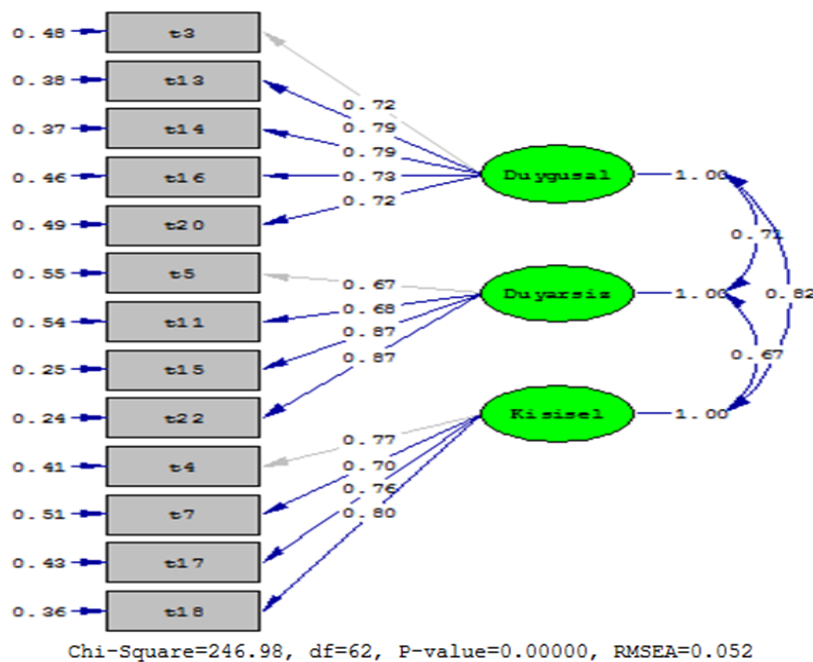 0.48 t3
0.38 t13
0.72
0.79
0.37 t14
0.79
0.46 t16
0.73
Duygusal 1.00
0.72
0.49 t20
0.71
0.55 t5
0.67
Duyarsiz 1.00 0.82
0.68
0.54 t11
0.87
0.87
0.67
0.25 t15
0.24 t22
Kisisel 1.00
0.77
0.41 t4
0.70
0.76
0.80
0.51 t7
0.43 t17
0.36 t18
Chi-Square=246.98, df=62, P-value=0.00000, RMSEA=0.052